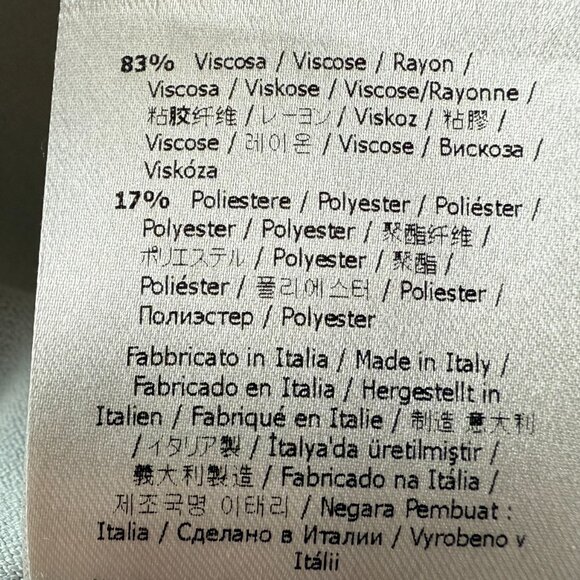 83% Viscosa / Viscose / Rayon /
Viscosa / Viskose / Viscose/Rayonne /
粘胶纤维 / レーヨン / Viskoz / 粘膠 /
Viscose / 레이온 / Viscose / Вискоза /
Viskóza
17% Poliestere / Polyester / Poliéster /
Polyester / Polyester / 聚酯纤维 /
ポリエステル / Polyester / 聚酯 /
Poliéster / 폴리에스터 / Poliester /
Полиэстер / Polyester
Fabbricato in Italia / Made in Italy /
Fabricado en Italia / Hergestellt in
Italien / Fabriqué en Italie / 制造 意大利
/ イタリア製 / İtalya'da üretilmiştir /
義大利製造 / Fabricado na Itália /
제조국명 이태리 / Negara Pembuat :
Italia / Сделано в Италии / Vyrobeno v
Itálii